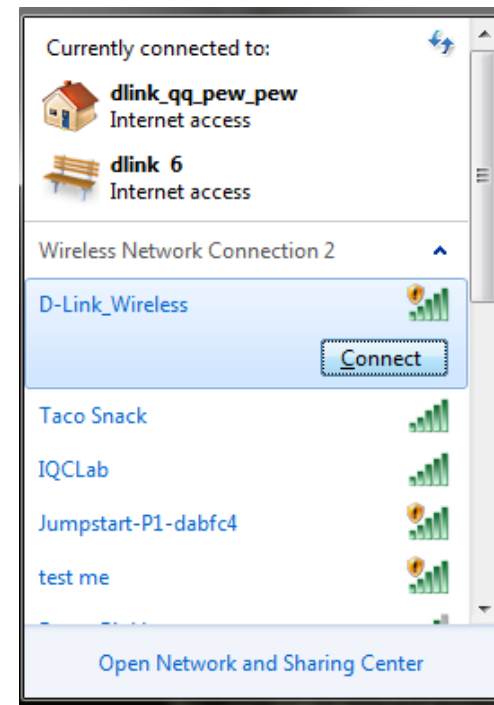 Currently connected to:
dlink_qq_pew_pew
Internet access
dlink 6
Internet access
Wireless Network Connection 2
D-Link_Wireless
Connect
Taco Snack
IQCLab
Jumpstart-P1-dabfc4
test me
Open Network and Sharing Center